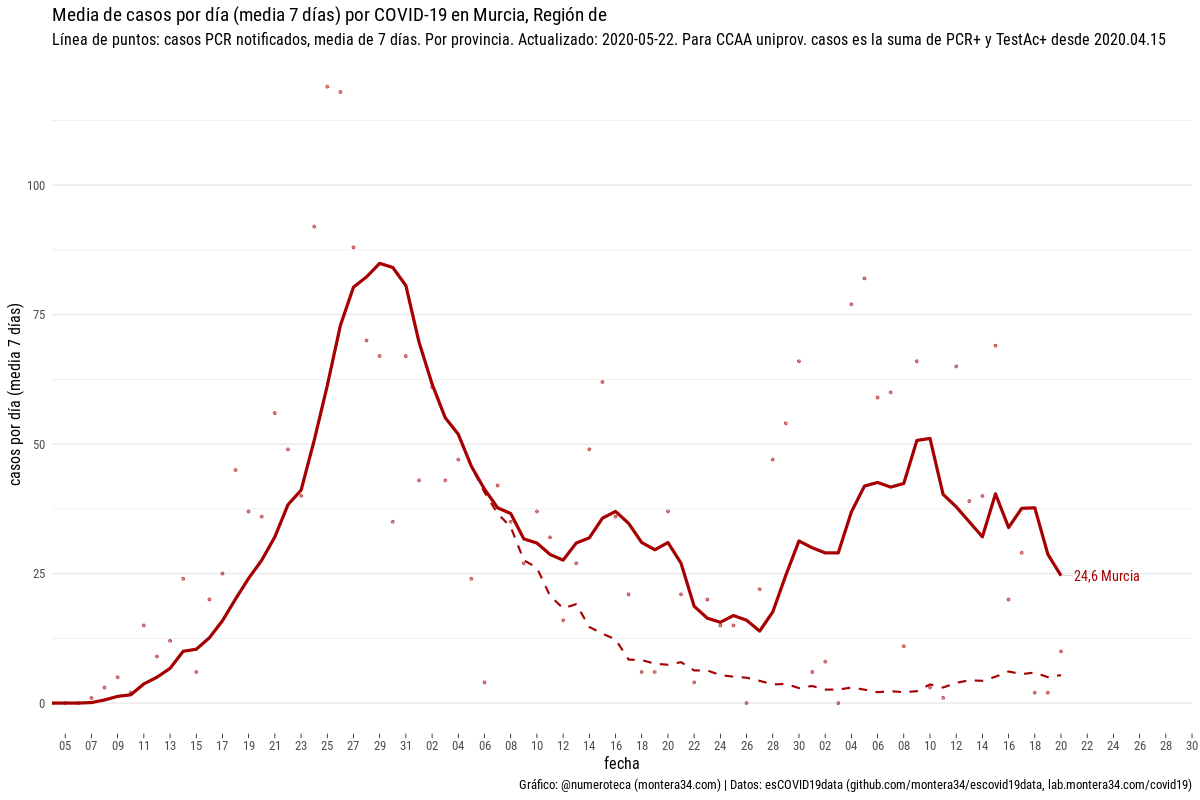 Media de casos por día (media 7 días) por COVID-19 en Murcia, Región de
Línea de puntos: casos PCR notificados, media de 7 días. Por provincia. Actualizado: 2020-05-22. Para CCAA uniprov. casos es la suma de PCR+ y TestAc+ desde 2020.04.15
casos por día (media 7 días)
100
75
50
25
0
24,6 Murcia
05 07 09 11 13 15 17 19 21 23 25 27 29 31 02 04 06 08 10 12 14 16 18 20 22 24 26 28 30 02 04 06 08 10 12 14 16 18 20 22 24 26 28 30
fecha
Gráfico: @numeroteca (montera34.com) | Datos: esCOVID19data (github.com/montera34/escovid19data, lab.montera34.com/covid19)